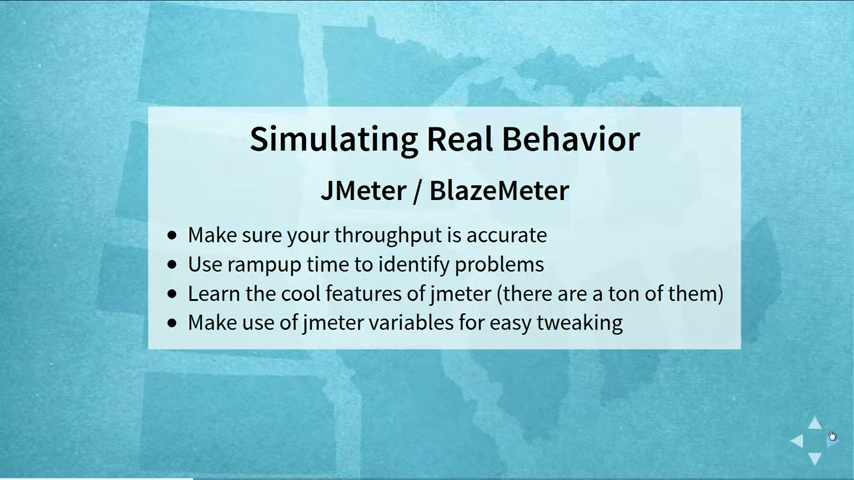 Simulating Real Behavior
JMeter / BlazeMeter
Make sure your throughput is accurate
Use rampup time to identify problems
Learn the cool features of jmeter (there are a ton of them)
Make use of jmeter variables for easy tweaking